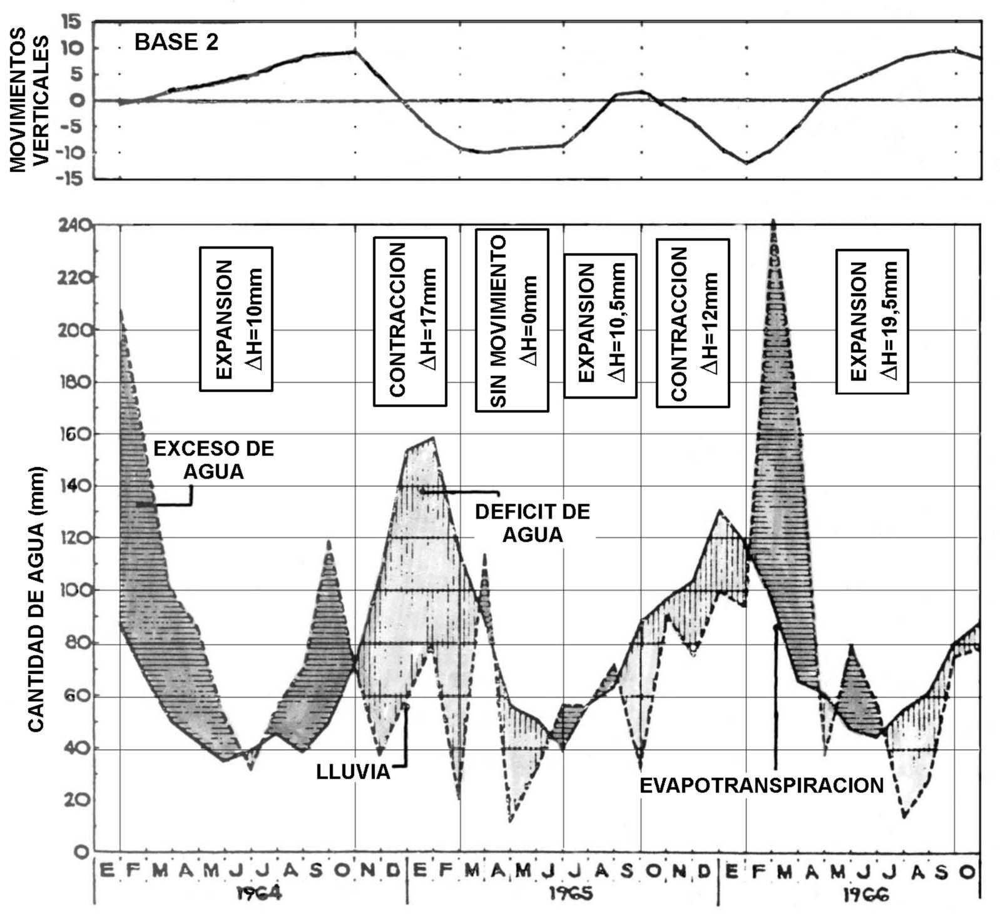 MOVIMIENTOS
VERTICALES
15
10
5
0
-5
-10
-15
BASE 2
CANTIDAD DE AGUA (mm)
240
220
200
180
160
140
120
100
80
60
40
20
0
EXPANSION
ΔH=10mm
CONTRACCION
ΔH=17mm
SIN MOVIMIENTO
ΔH=0mm
EXPANSION
ΔH=10,5mm
CONTRACCION
ΔH=12mm
EXPANSION
ΔH=19,5mm
EXCESO DE
AGUA
DEFICIT DE
AGUA
LLUVIA
EVAPOTRANSPIRACION
E F M A M J J A S O N D E F M A M J J A S O N D E F M A M J J A S O
1964 1965 1966